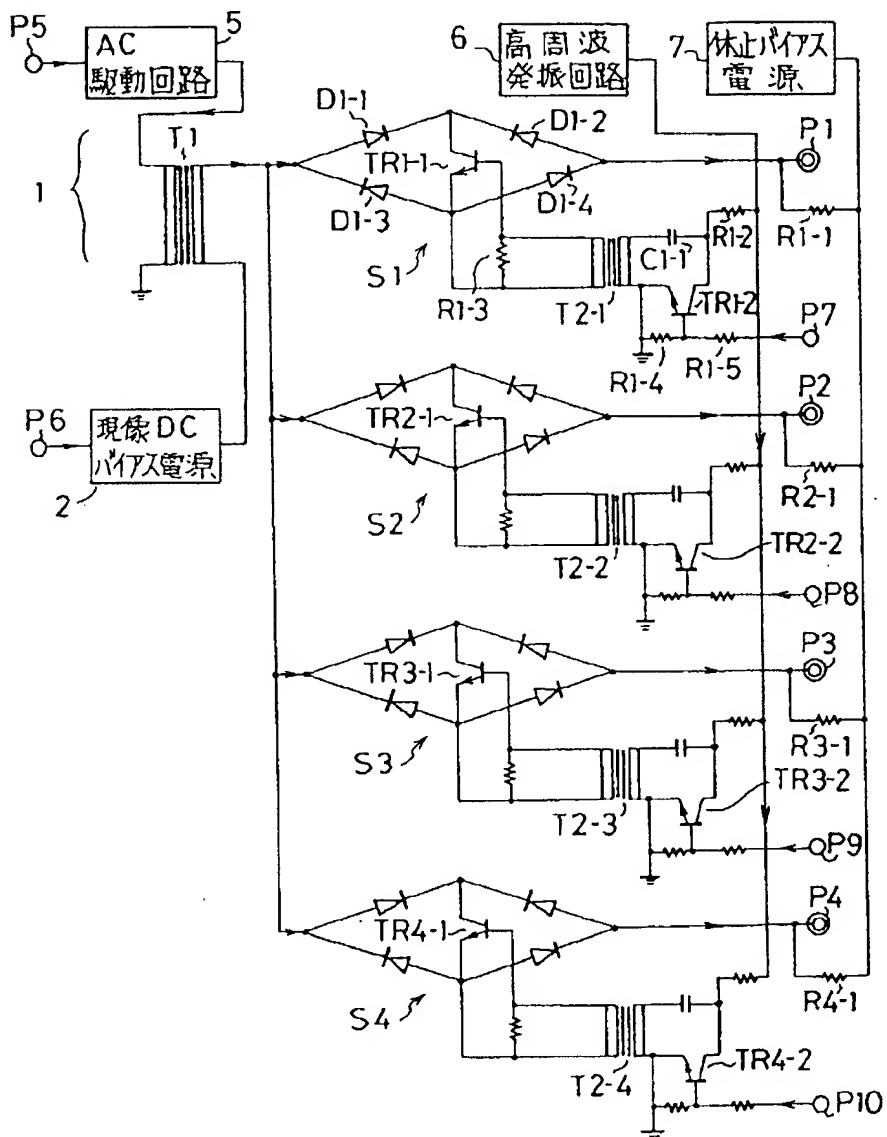 P5
5
AC
駆動回路
6
高周波
発振回路
7
休止バイアス
電源
1
T1
D1-1
D1-2
TR1-1
D1-3
D1-4
P1
S1
R1-3
C1-1
R1-2
R1-1
T2-1
TR1-2
P7
R1-4
R1-5
P6
現像DC
バイアス電源
2
TR2-1
P2
S2
R2-1
T2-2
TR2-2
P8
TR3-1
P3
S3
R3-1
T2-3
TR3-2
P9
TR4-1
P4
S4
R4-1
T2-4
TR4-2
P10